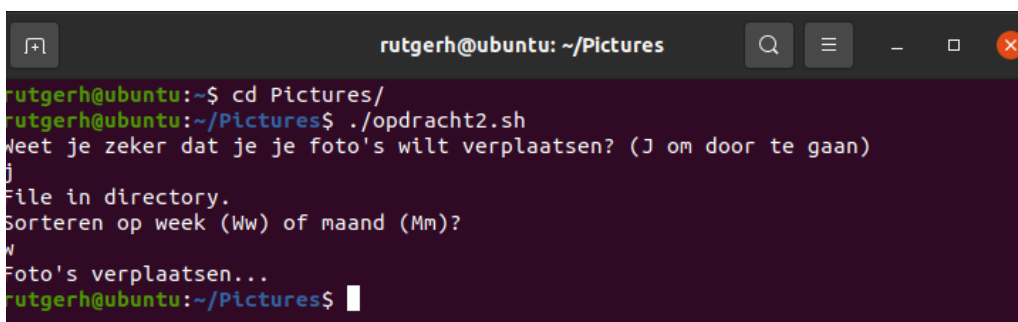 rutgerh@ubuntu: ~/Pictures
rutgerh@ubuntu:~$ cd Pictures/
rutgerh@ubuntu:~/Pictures$ ./opdracht2.sh
Weet je zeker dat je je foto's wilt verplaatsen? (J om door te gaan)
j
File in directory.
Sorteren op week (Ww) of maand (Mm)?
w
Foto's verplaatsen...
rutgerh@ubuntu:~/Pictures$